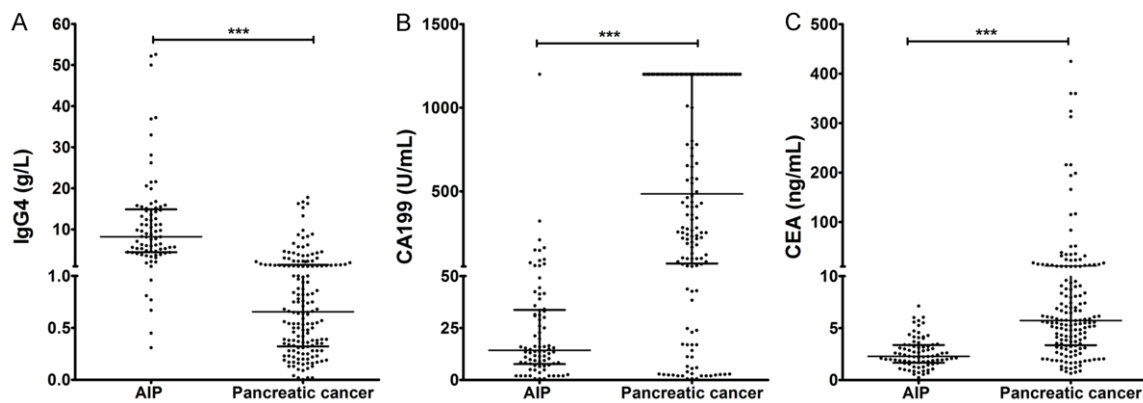 A
***
60
50
40
30
20
10
1.0
0.5
0.0
IgG4 (g/L)
AIP
Pancreatic cancer
B
***
1500
1000
500
50
25
0
CA199 (U/mL)
AIP
Pancreatic cancer
C
***
500
400
300
200
100
10
5
0
CEA (ng/mL)
AIP
Pancreatic cancer